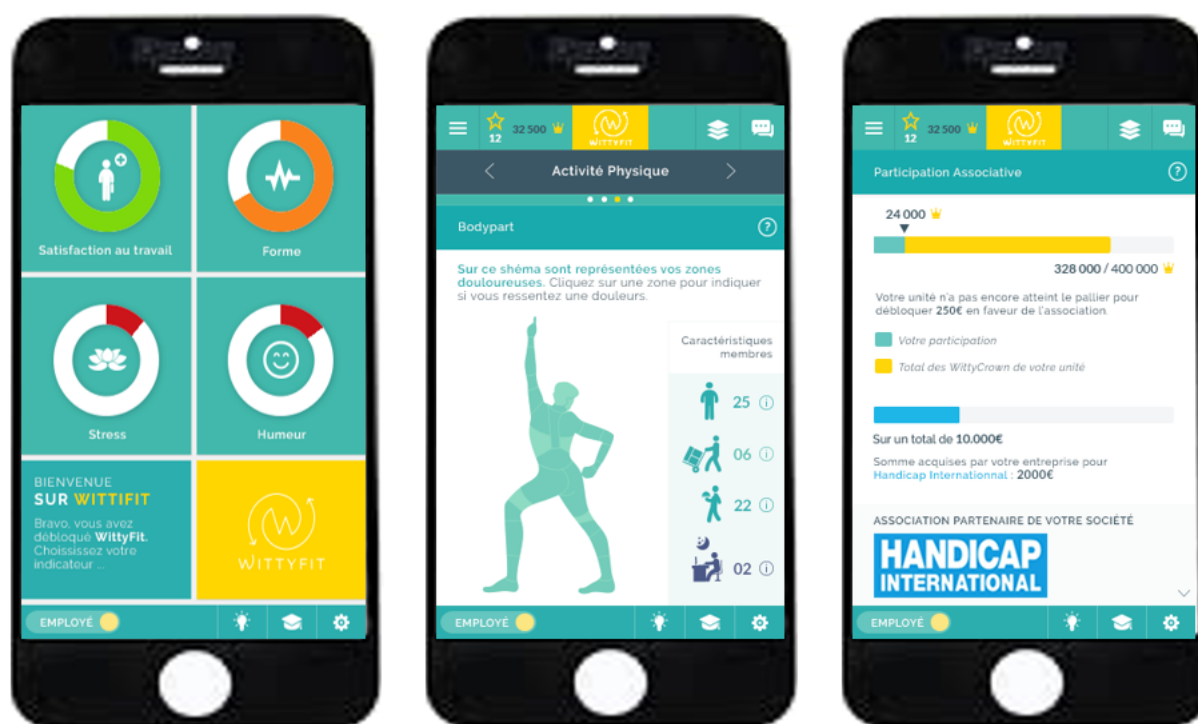 Satisfaction au travail
Forme
Stress
Humeur
BIENVENUE
SUR WITTIFIT
Bravo, vous avez
débloqué WittyFit.
Choississez votre
indicateur ...
WITTYFIT
EMPLOYÉ
12
32 500
WITTYFIT
Activité Physique
Bodypart
?
Sur ce shéma sont représentées vos zones
douloureuses. Cliquez sur une zone pour indiquer
si vous ressentez une douleurs.
Caractéristiques
membres
25
06
22
02
EMPLOYÉ
12
32 500
WITTYFIT
Participation Associative
?
24 000
328 000 / 400 000
Votre unité n'a pas encore atteint le pallier pour
débloquer 250€ en faveur de l'association.
Votre participation
Total des WittyCrown de votre unité
Sur un total de 10.000€
Somme acquises par votre entreprise pour
Handicap Internationnal : 2000€
ASSOCIATION PARTENAIRE DE VOTRE SOCIÉTÉ
HANDICAP
INTERNATIONAL
EMPLOYÉ